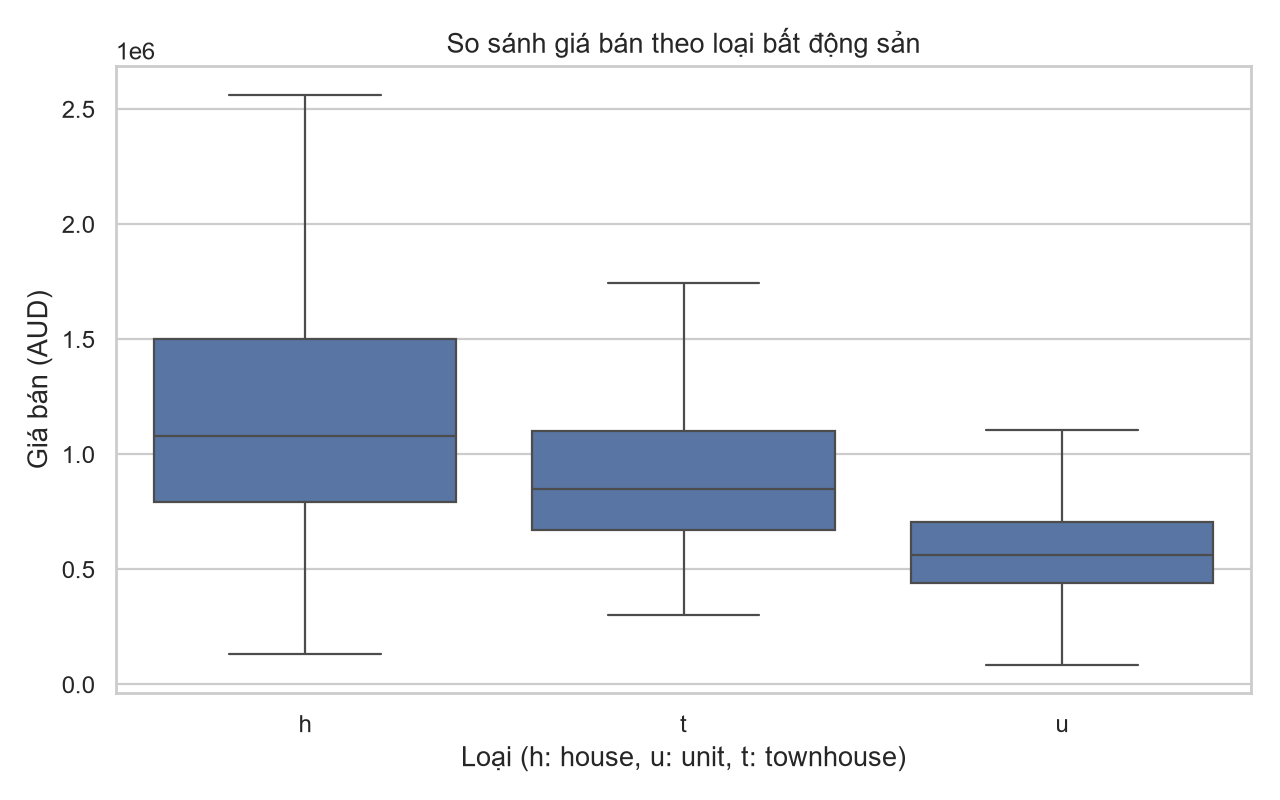 So sánh giá bán theo loại bất động sản
1e6
2.5
2.0
1.5
1.0
0.5
0.0
Giá bán (AUD)
h
t
u
Loại (h: house, u: unit, t: townhouse)